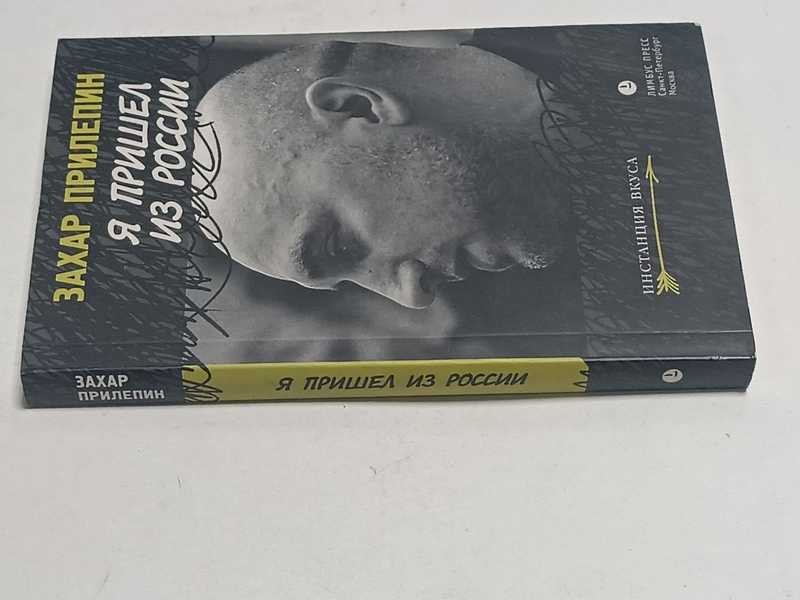 ЗАХАР ПРИЛЕПИН
Я ПРИШЕЛ
ИЗ РОССИИ
ИНСТАНЦИЯ ВКУСА
ЛИМБУС ПРЕСС
Санкт-Петербург
Москва
ЗАХАР
ПРИЛЕПИН
Я ПРИШЕЛ ИЗ РОССИИ